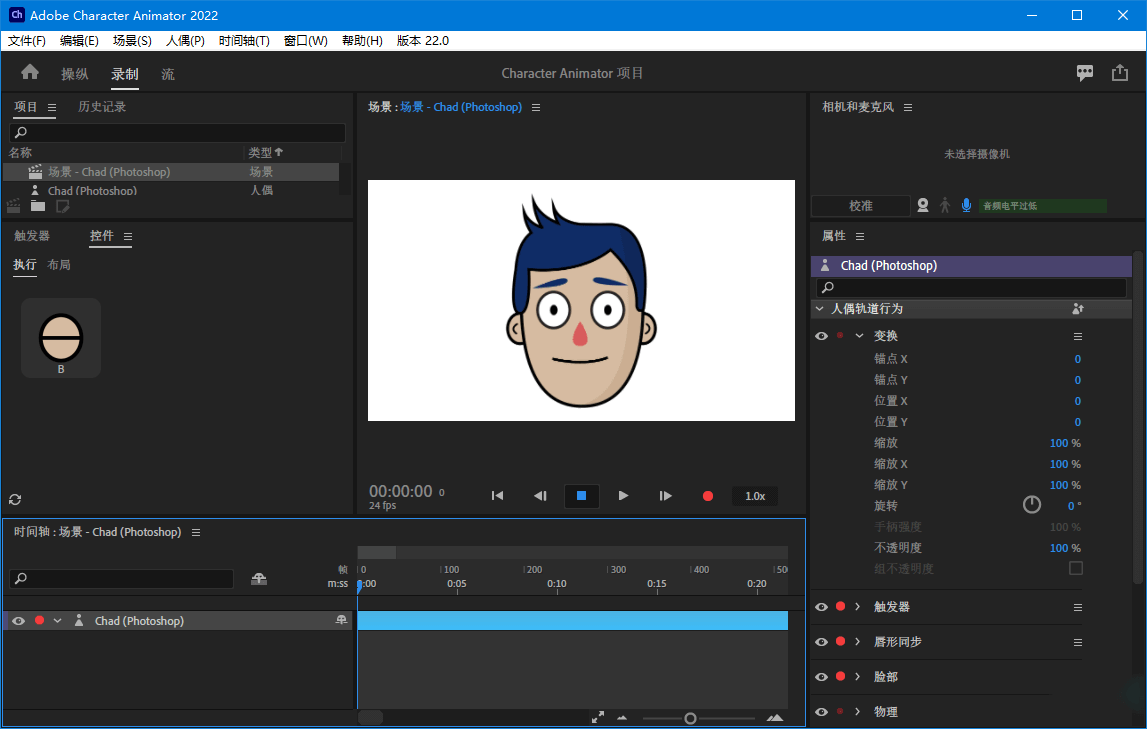 Ch Adobe Character Animator 2022
文件(F) 编辑(E) 场景(S) 人偶(P) 时间轴(T) 窗口(W) 帮助(H) 版本 22.0
操纵 录制 流 Character Animator 项目
项目 历史记录
名称 类型
场景 - Chad (Photoshop) 场景
Chad (Photoshop) 人偶
触发器 控件
执行 布局
B
场景 : 场景 - Chad (Photoshop)
00:00:00 0
24 fps
1.0x
相机和麦克风
未选择摄像机
校准 音频电平过低
属性
Chad (Photoshop)
人偶轨道行为
变换
锚点 X 0
锚点 Y 0
位置 X 0
位置 Y 0
缩放 100 %
缩放 X 100 %
缩放 Y 100 %
旋转 0 °
手柄强度 100 %
不透明度 100 %
组不透明度
触发器
唇形同步
脸部
物理
时间轴 : 场景 - Chad (Photoshop)
帧 0 100 200 300 400 500
m:ss 0:00 0:05 0:10 0:15 0:20
Chad (Photoshop)